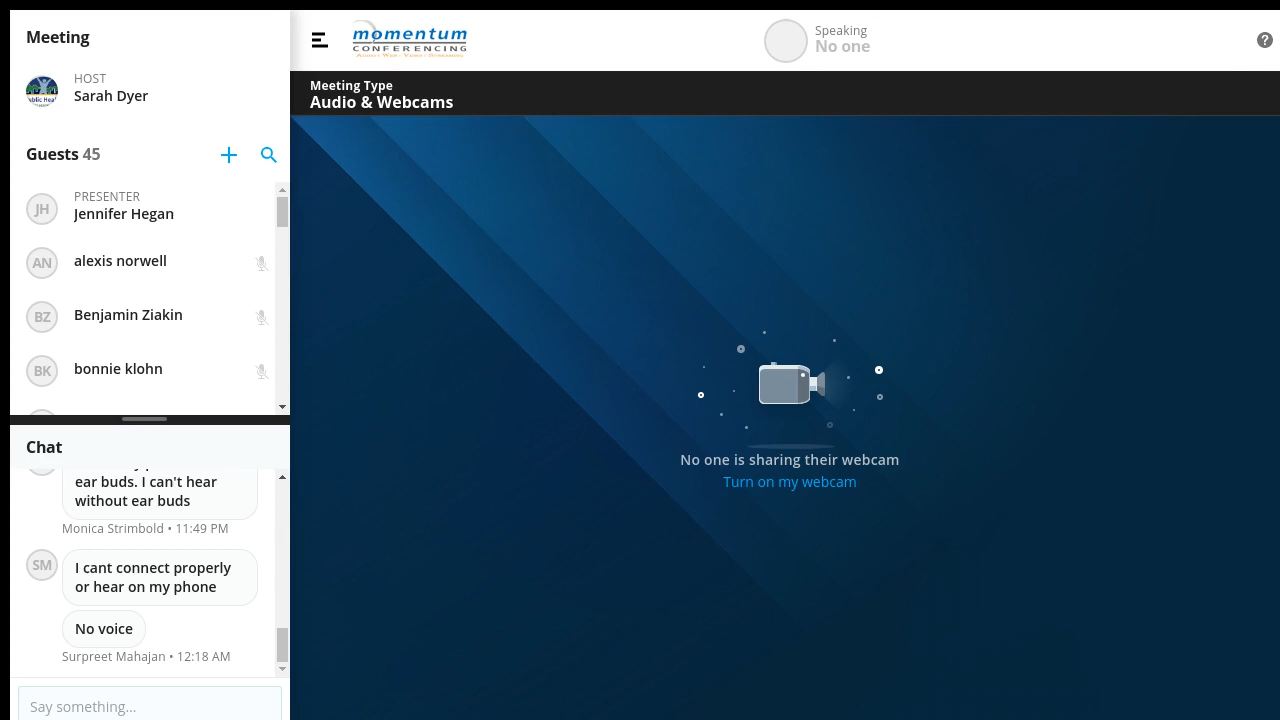 Meeting
HOST
Sarah Dyer
Guests 45
JH
PRESENTER
Jennifer Hegan
AN
alexis norwell
BZ
Benjamin Ziakin
BK
bonnie klohn
Chat
ear buds. I can't hear
without ear buds
Monica Strimbold • 11:49 PM
SM
I cant connect properly
or hear on my phone
No voice
Surpreet Mahajan • 12:18 AM
Say something...
momentum
CONFERENCING
Speaking
No one
?
Meeting Type
Audio & Webcams
No one is sharing their webcam
Turn on my webcam